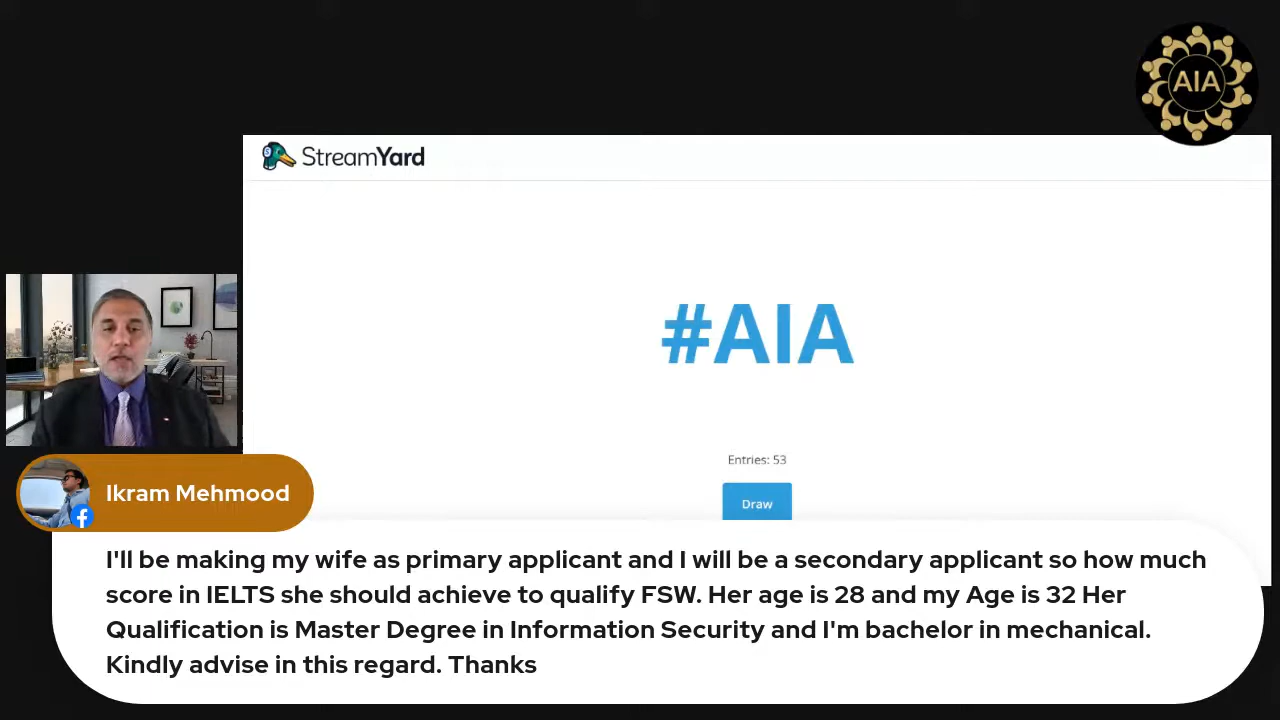 AIA
StreamYard
#AIA
Entries: 53
Draw
Ikram Mehmood
I'll be making my wife as primary applicant and I will be a secondary applicant so how much
score in IELTS she should achieve to qualify FSW. Her age is 28 and my Age is 32 Her
Qualification is Master Degree in Information Security and I'm bachelor in mechanical.
Kindly advise in this regard. Thanks